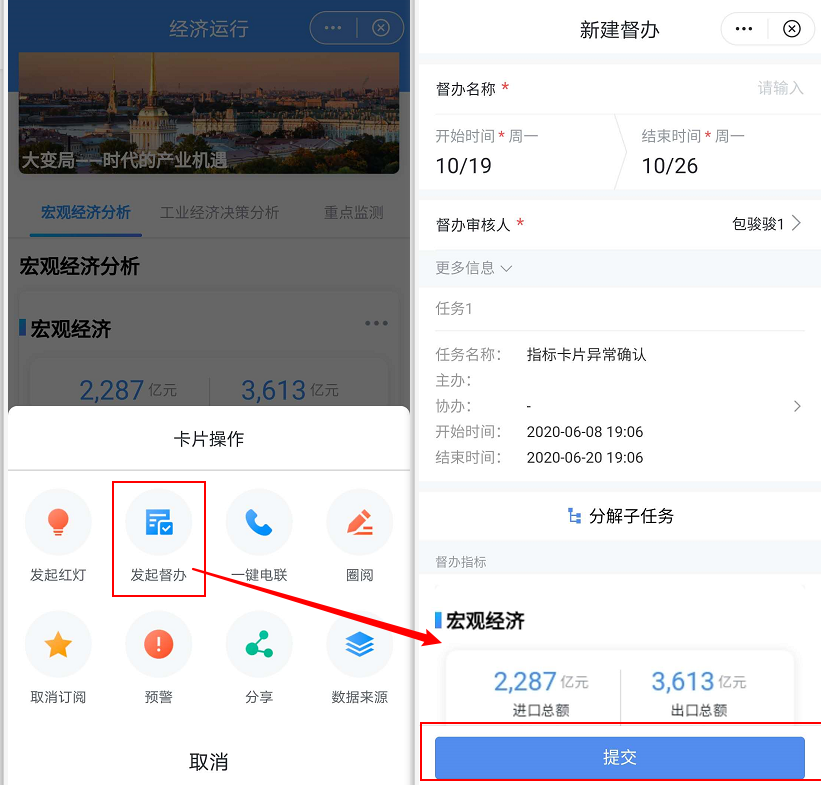 经济运行
大变局——时代的产业机遇
宏观经济分析 工业经济决策分析 重点监测
宏观经济分析
宏观经济
2,287 亿元 3,613 亿元
卡片操作
发起红灯 发起督办 一键电联 圈阅
取消订阅 预警 分享 数据来源
取消
新建督办
督办名称 * 请输入
开始时间 * 周一 结束时间 * 周一
10/19 10/26
督办审核人 * 包骏骏1
更多信息
任务1
任务名称： 指标卡片异常确认
主办：
协办： -
开始时间： 2020-06-08 19:06
结束时间： 2020-06-20 19:06
分解子任务
督办指标
宏观经济
2,287 亿元 3,613 亿元
进口总额 出口总额
提交